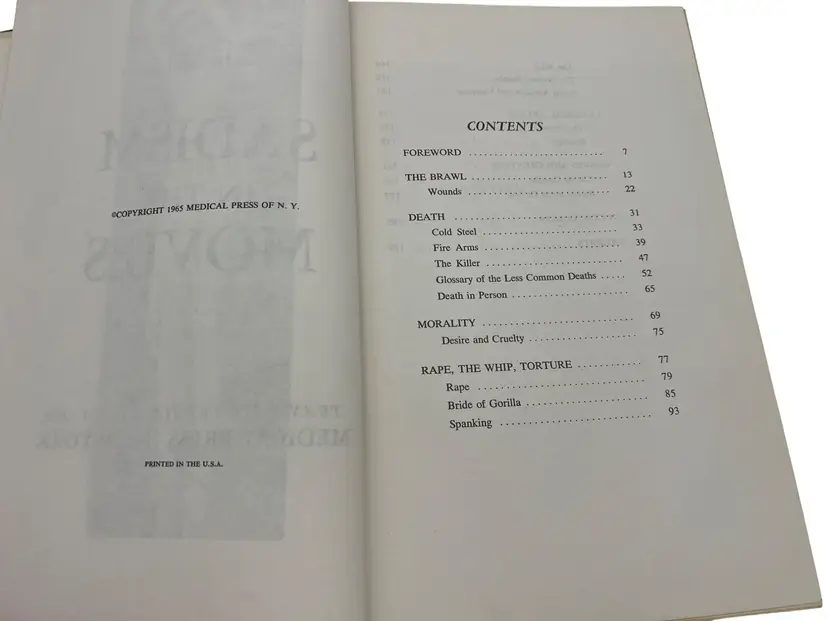 ©COPYRIGHT 1965 MEDICAL PRESS OF N. Y.
PRINTED IN THE U.S.A.
CONTENTS
FOREWORD .......................... 7
THE BRAWL .......................... 13
Wounds .......................... 22
DEATH .............................. 31
Cold Steel .......................... 33
Fire Arms .......................... 39
The Killer .......................... 47
Glossary of the Less Common Deaths ..... 52
Death in Person ...................... 65
MORALITY ............................ 69
Desire and Cruelty .................... 75
RAPE, THE WHIP, TORTURE ............ 77
Rape ................................ 79
Bride of Gorilla ...................... 85
Spanking ............................ 93